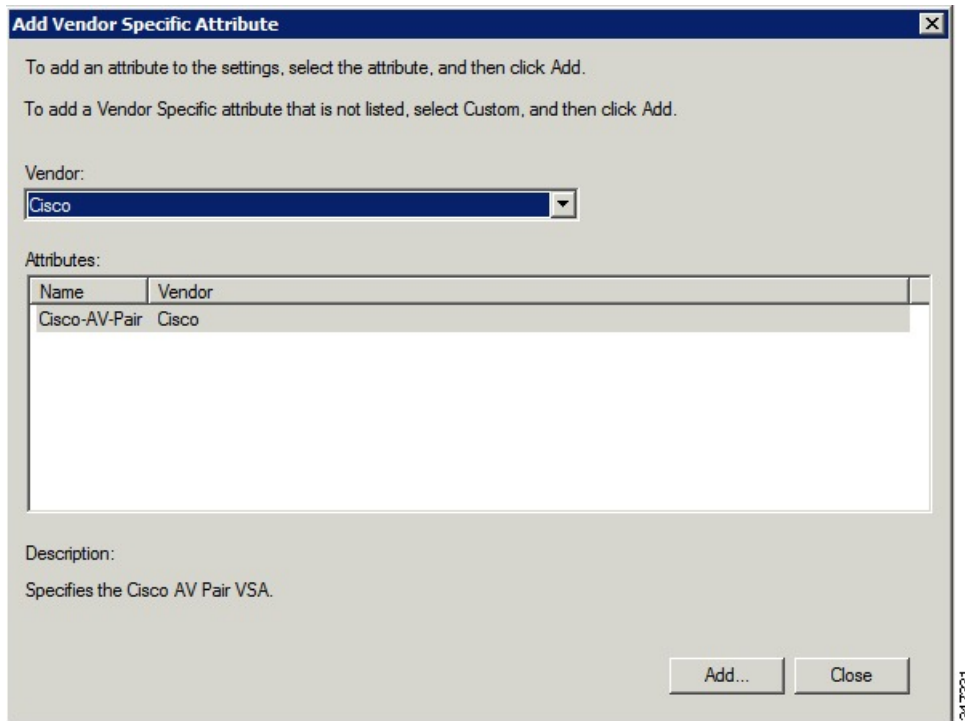 Add Vendor Specific Attribute
To add an attribute to the settings, select the attribute, and then click Add.
To add a Vendor Specific attribute that is not listed, select Custom, and then click Add.
Vendor:
Cisco
Attributes:
Name Vendor
Cisco-AV-Pair Cisco
Description:
Specifies the Cisco AV Pair VSA.
Add... Close